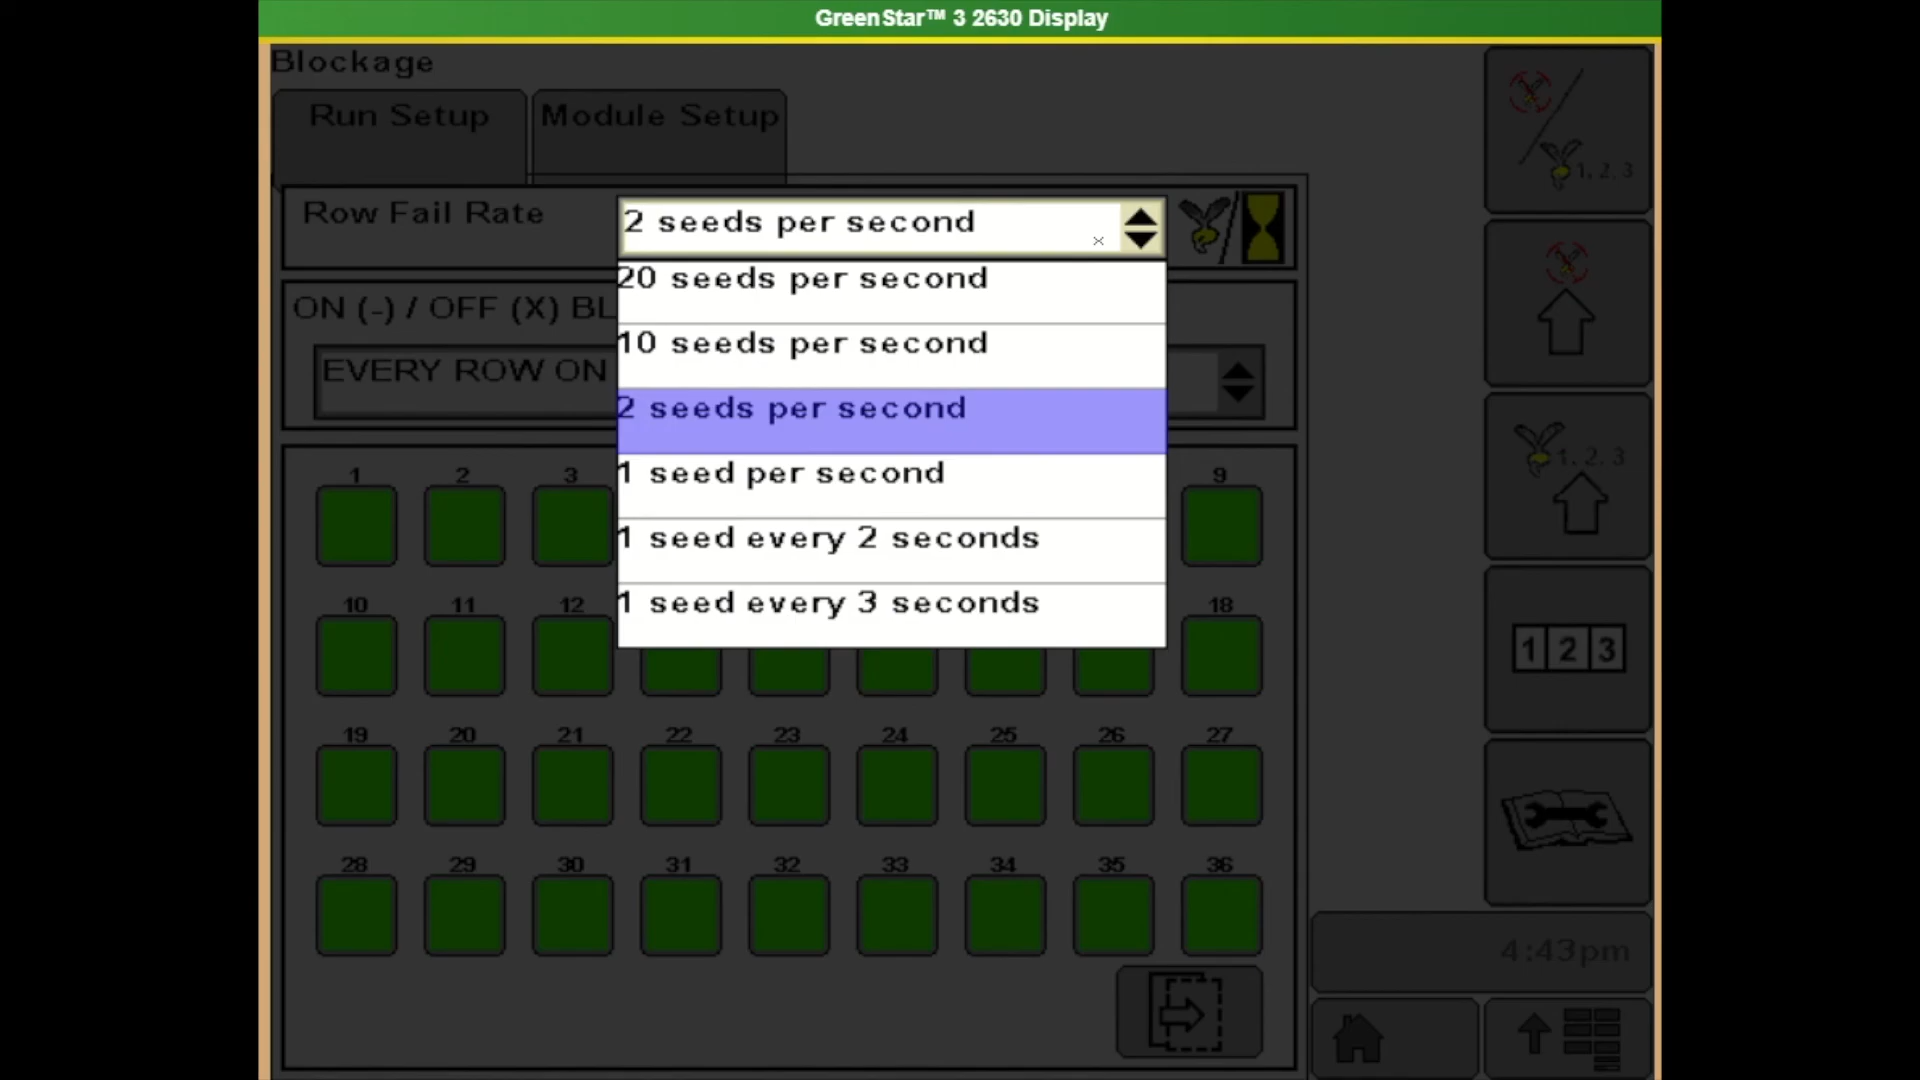 GreenStar™ 3 2630 Display
Blockage
Run Setup
Module Setup
Row Fail Rate
2 seeds per second
20 seeds per second
10 seeds per second
2 seeds per second
1 seed per second
1 seed every 2 seconds
1 seed every 3 seconds
ON (-) / OFF (X) BL
EVERY ROW ON
1 2 3 9
10 11 12 18
19 20 21 22 23 24 25 26 27
28 29 30 31 32 33 34 35 36
1, 2, 3
1, 2, 3
1 2 3
4:43pm